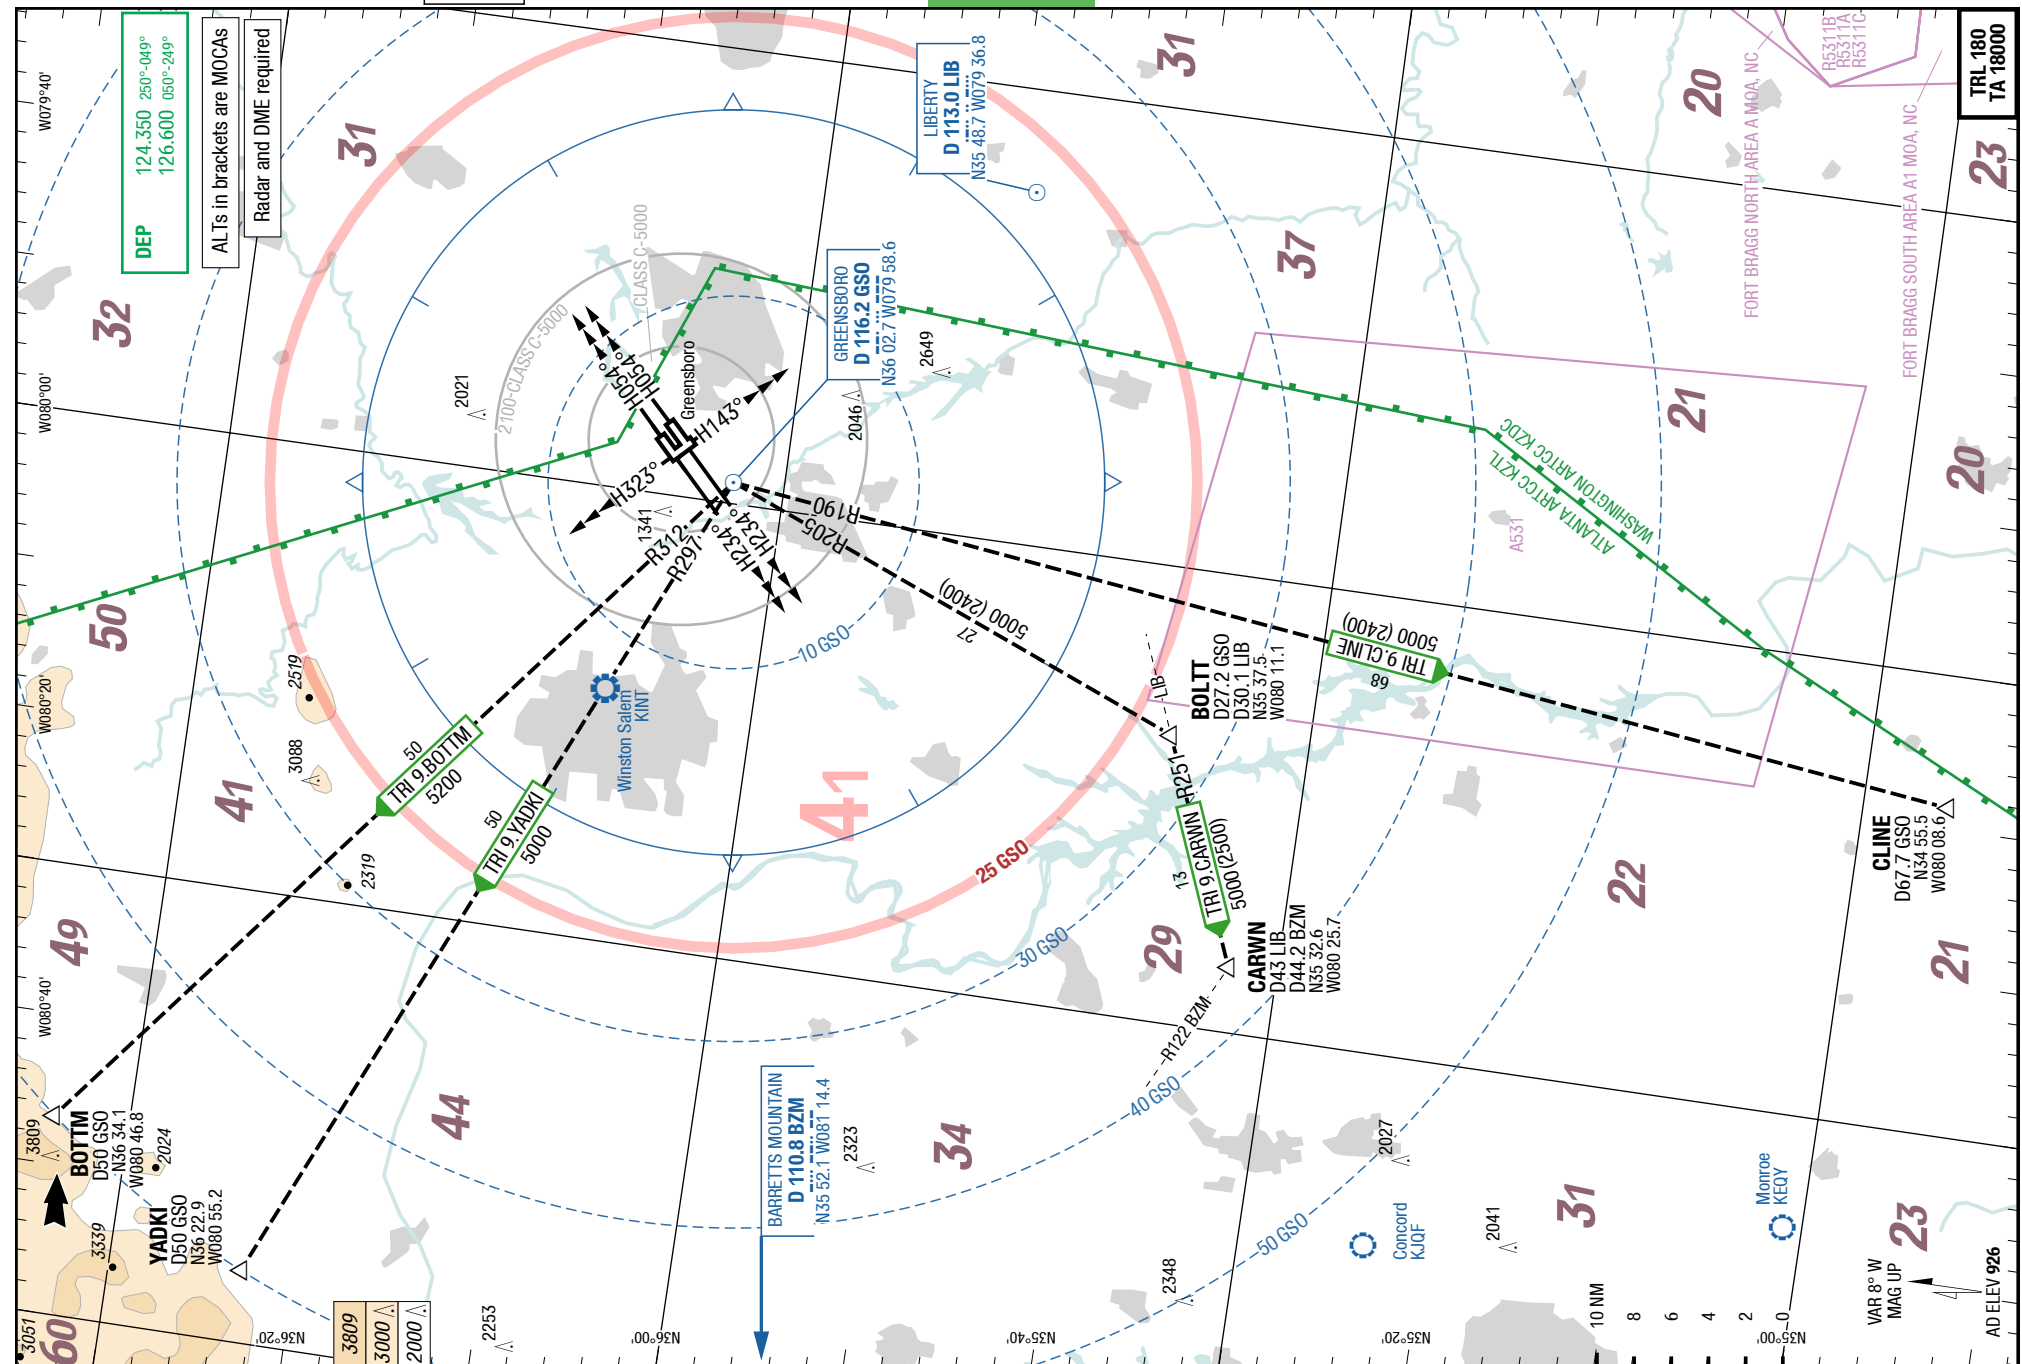 DEP 124.350 250°-049°
126.600 050°-249°
ALTs in brackets are MOCAs
Radar and DME required
TRL 180
TA 18000
W079°40'
W080°00'
W080°20'
W080°40'
N36°20'
N36°00'
N35°40'
N35°20'
N35°00'
31
32
31
20
23
37
21
20
50
41
41
49
44
34
29
22
21
31
23
60
LIBERTY
D 113.0 LIB
N35 48.7 W079 36.8
GREENSBORO
D 116.2 GSO
N36 02.7 W079 58.6
BARRETTS MOUNTAIN
D 110.8 BZM
N35 52.1 W081 14.4
R5311B
R5311A
R5311C
FORT BRAGG NORTH AREA A MOA, NC
FORT BRAGG SOUTH AREA A1 MOA, NC
A531
WASHINGTON ARTCC KZDC
ATLANTA ARTCC KZTL
2100-CLASS C-5000
CLASS C-5000
Greensboro
H054°
H054°
H143°
H323°
H234°
H234°
R312
R297
R205
R190
2021
1341
2046
2649
2519
3088
2319
3809
2024
3339
3051
2253
2323
2348
2027
2041
Winston Salem
KINT
Concord
KJQF
Monroe
KEQY
10 GSO
25 GSO
30 GSO
40 GSO
50 GSO
50
TRI 9.BOTTM
5200
50
TRI 9.YADKI
5000
27
5000 (2400)
68
TRI 9.CLINE
5000 (2400)
13
TRI 9.CARWN
5000 (2500)
LIB
R251
R122 BZM
BOLTT
D27.2 GSO
D30.1 LIB
N35 37.5
W080 11.1
CARWN
D43 LIB
D44.2 BZM
N35 32.6
W080 25.7
CLINE
D67.7 GSO
N34 55.5
W080 08.6
BOTTM
D50 GSO
N36 34.1
W080 46.8
YADKI
D50 GSO
N36 22.9
W080 55.2
3809
3000
2000
10 NM
8
6
4
2
0
VAR 8° W
MAG UP
AD ELEV 926